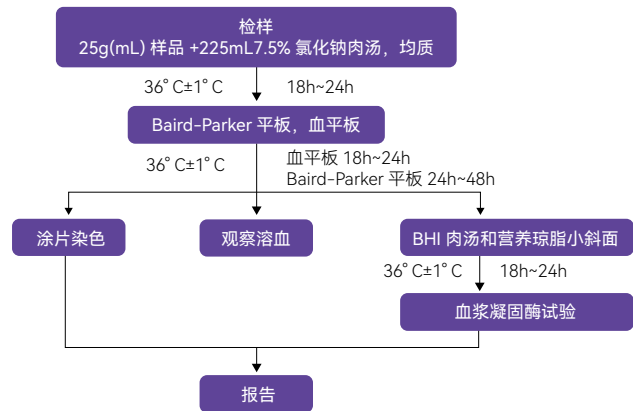 检样
25g(mL) 样品 +225mL7.5% 氯化钠肉汤，均质
36° C±1° C 18h~24h
Baird-Parker 平板，血平板
36° C±1° C
血平板 18h~24h
Baird-Parker 平板 24h~48h
涂片染色
观察溶血
BHI 肉汤和营养琼脂小斜面
36° C±1° C 18h~24h
血浆凝固酶试验
报告